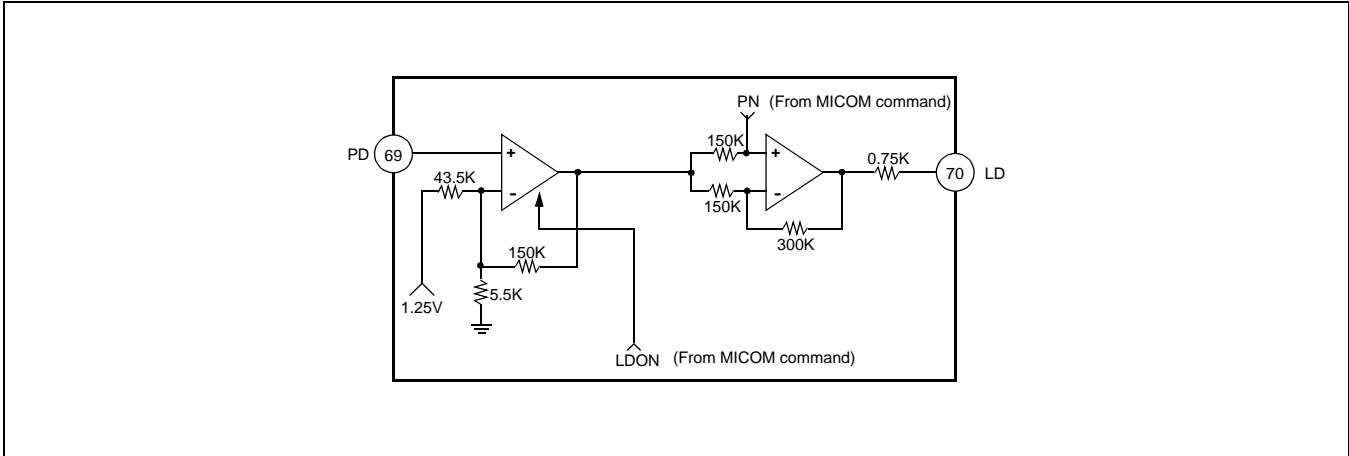 PN (From MICOM command)
150K
0.75K
PD 69
+
+
70 LD
43.5K
-
-
150K
300K
150K
1.25V
5.5K
LDON (From MICOM command)